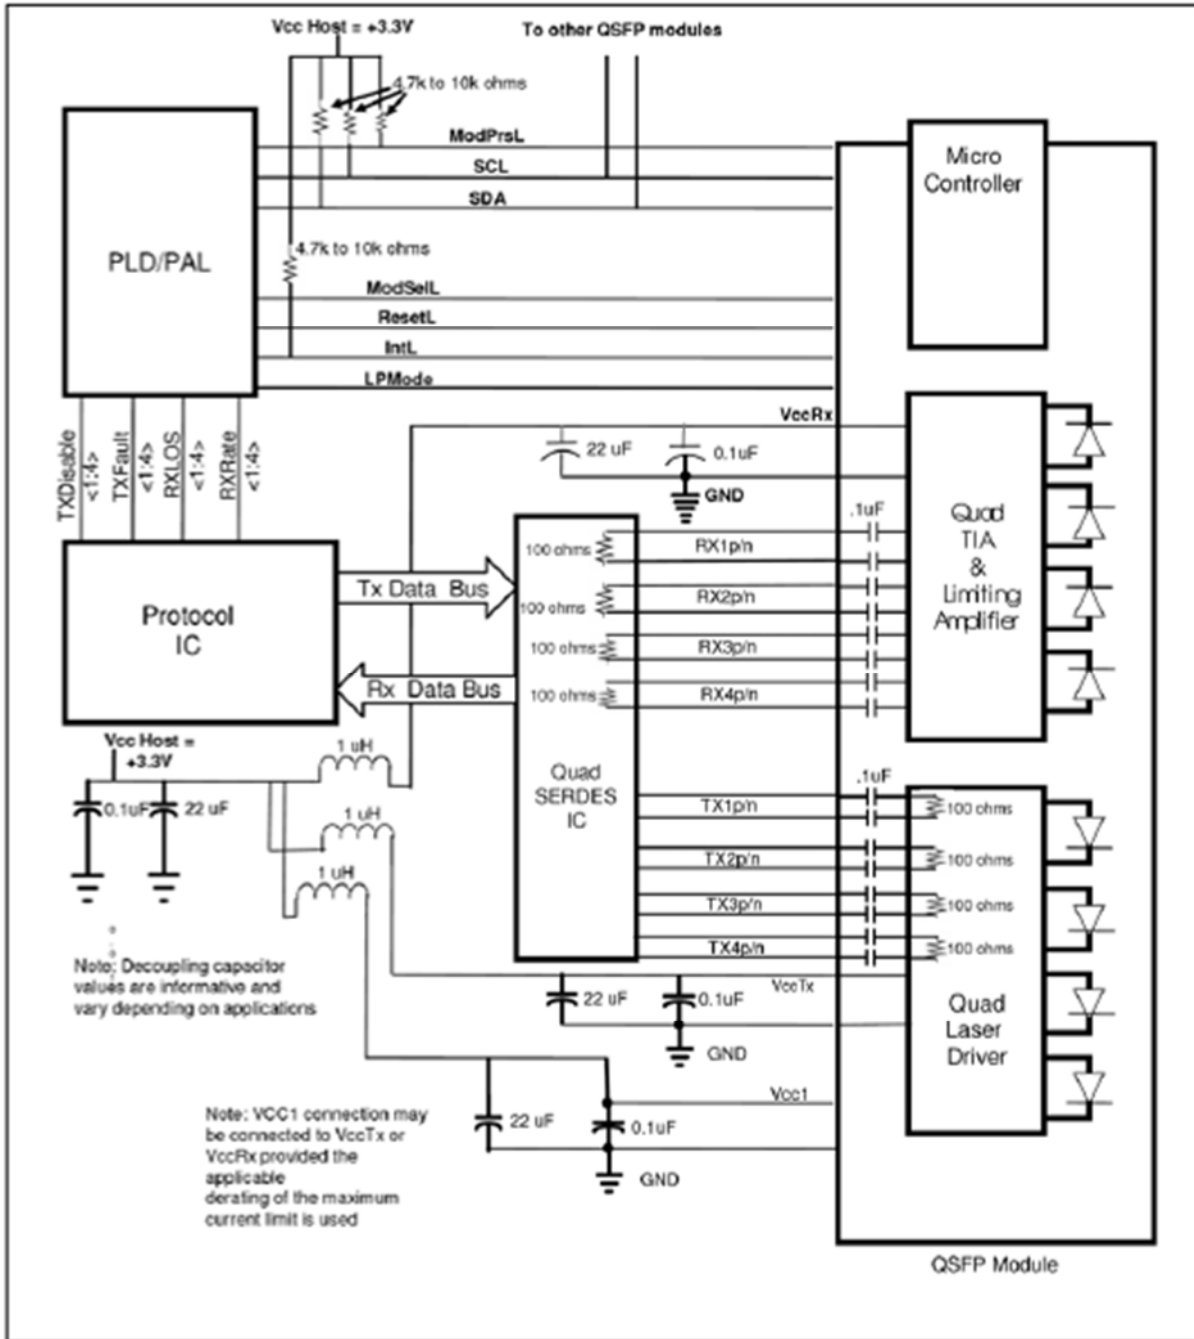 Vcc Host = +3.3V
To other QSFP modules
4.7k to 10k ohms
ModPrsL
SCL
SDA
Micro
Controller
PLD/PAL
4.7k to 10k ohms
ModSelL
ResetL
IntL
LPMode
VccRx
TXDisable
<1:4>
TXFault
<1:4>
RXLOS
<1:4>
RXRate
<1:4>
22 uF
0.1uF
GND
.1uF
Quad
TIA
&
Limiting
Amplifier
100 ohms
RX1p/n
100 ohms
RX2p/n
100 ohms
RX3p/n
100 ohms
RX4p/n
Tx Data Bus
Protocol
IC
Rx Data Bus
Vcc Host =
+3.3V
1 uH
0.1uF
22 uF
1 uH
1 uH
Quad
SERDES
IC
.1uF
TX1p/n
100 ohms
TX2p/n
100 ohms
TX3p/n
100 ohms
TX4p/n
100 ohms
Note: Decoupling capacitor
values are informative and
vary depending on applications
22 uF
0.1uF
VccTx
GND
Quad
Laser
Driver
Vcc1
Note: VCC1 connection may
be connected to VccTx or
VccRx provided the
applicable
derating of the maximum
current limit is used
22 uF
0.1uF
GND
QSFP Module